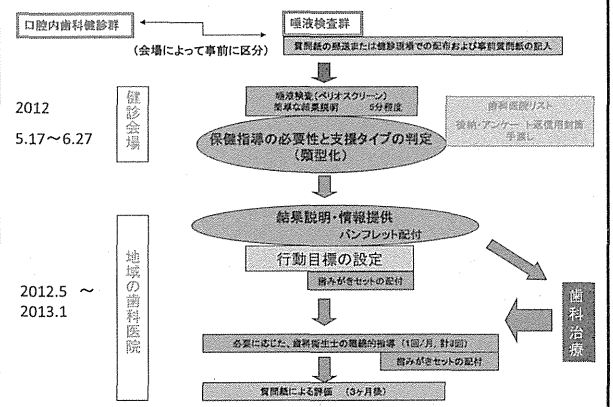 口腔内歯科健診群
唾液検査群
(会場によって事前に区分)
質問紙の郵送または健診現場での配布および事前質問紙の記入
2012
5.17~6.27
健診会場
唾液検査(ペリオスクリーン)
簡単な結果説明 5分程度
歯科医院リスト
後納・アンケート返信用封筒
手渡し
保健指導の必要性と支援タイプの判定
(類型化)
結果説明・情報提供
パンフレット配付
行動目標の設定
歯みがきセットの配付
2012.5 ~
2013.1
地域の歯科医院
歯科治療
必要に応じた、歯科衛生士の継続的指導 (1回/月、計3回)
歯みがきセットの配付
質問紙による評価 (3ヶ月後)